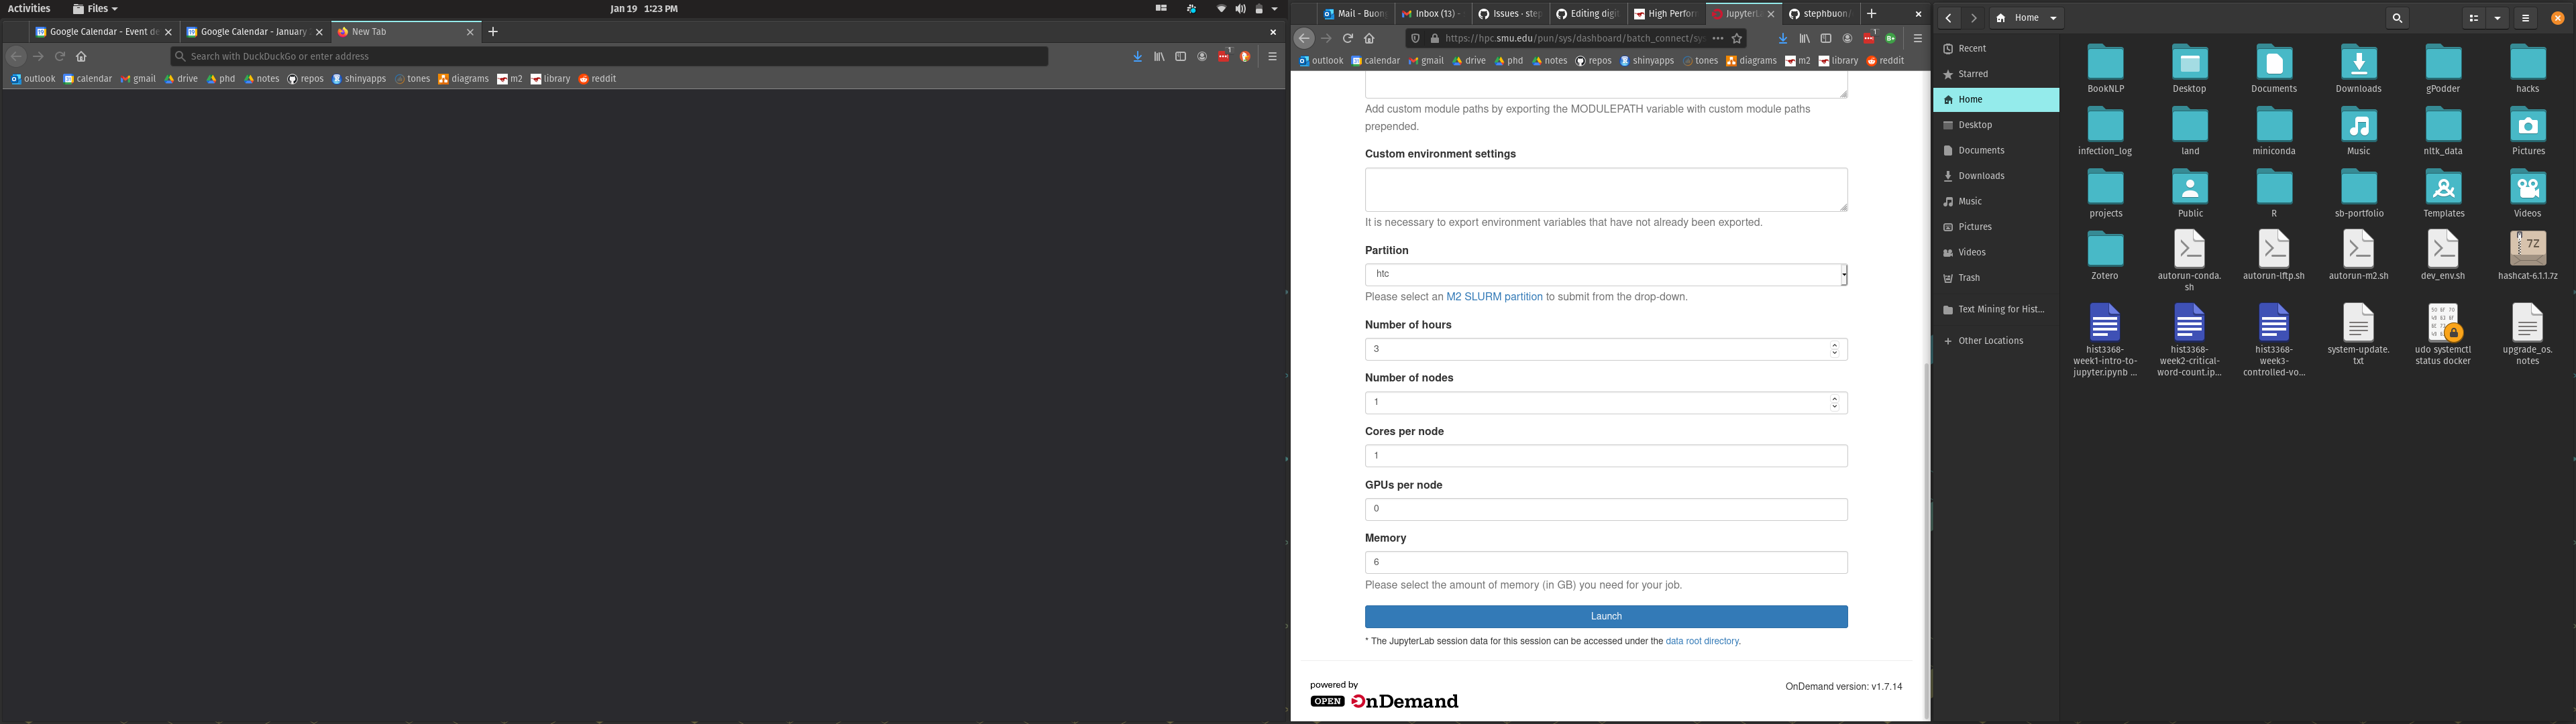 Activities Files Jan 19 1:23 PM
Google Calendar - Event de Google Calendar - January New Tab
Search with DuckDuckGo or enter address
outlook calendar gmail drive phd notes repos shinyapps tones diagrams m2 library reddit
Mail - Buon Inbox (13) - Issues · step Editing digit High Perfor JupyterL stephbuon/
https://hpc.smu.edu/pun/sys/dashboard/batch_connect/sys
outlook calendar gmail drive phd notes repos shinyapps tones diagrams m2 library reddit
Add custom module paths by exporting the MODULEPATH variable with custom module paths
prepended.
Custom environment settings
It is necessary to export environment variables that have not already been exported.
Partition
htc
Please select an M2 SLURM partition to submit from the drop-down.
Number of hours
3
Number of nodes
1
Cores per node
1
GPUs per node
0
Memory
6
Please select the amount of memory (in GB) you need for your job.
Launch
* The JupyterLab session data for this session can be accessed under the data root directory.
powered by
OPEN OnDemand
OnDemand version: v1.7.14
Home
Recent
Starred
Home
Desktop
Documents
Downloads
Music
Pictures
Videos
Trash
Text Mining for Hist...
Other Locations
BookNLP Desktop Documents Downloads gPodder hacks
infection_log land miniconda Music nltk_data Pictures
projects Public R sb-portfolio Templates Videos
7Z
Zotero autorun-conda.sh autorun-lftp.sh autorun-m2.sh dev_env.sh hashcat-6.1.1.7z
hist3368-week1-intro-to-jupyter.ipynb ...
hist3368-week2-critical-word-count.ip...
hist3368-week3-controlled-vo...
system-update.txt
udo systemctl status docker
upgrade_os.notes